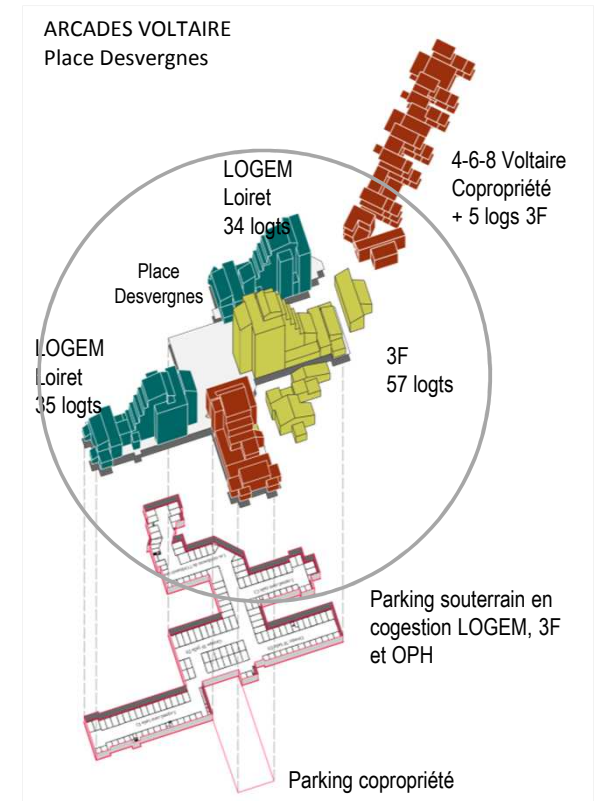 ARCADES VOLTAIRE
Place Desvergnes
4-6-8 Voltaire
Copropriété
+ 5 logs 3F
LOGEM
Loiret
34 logts
Place
Desvergnes
3F
57 logts
LOGEM
Loiret
35 logts
Parking souterrain en
cogestion LOGEM, 3F
et OPH
Parking copropriété